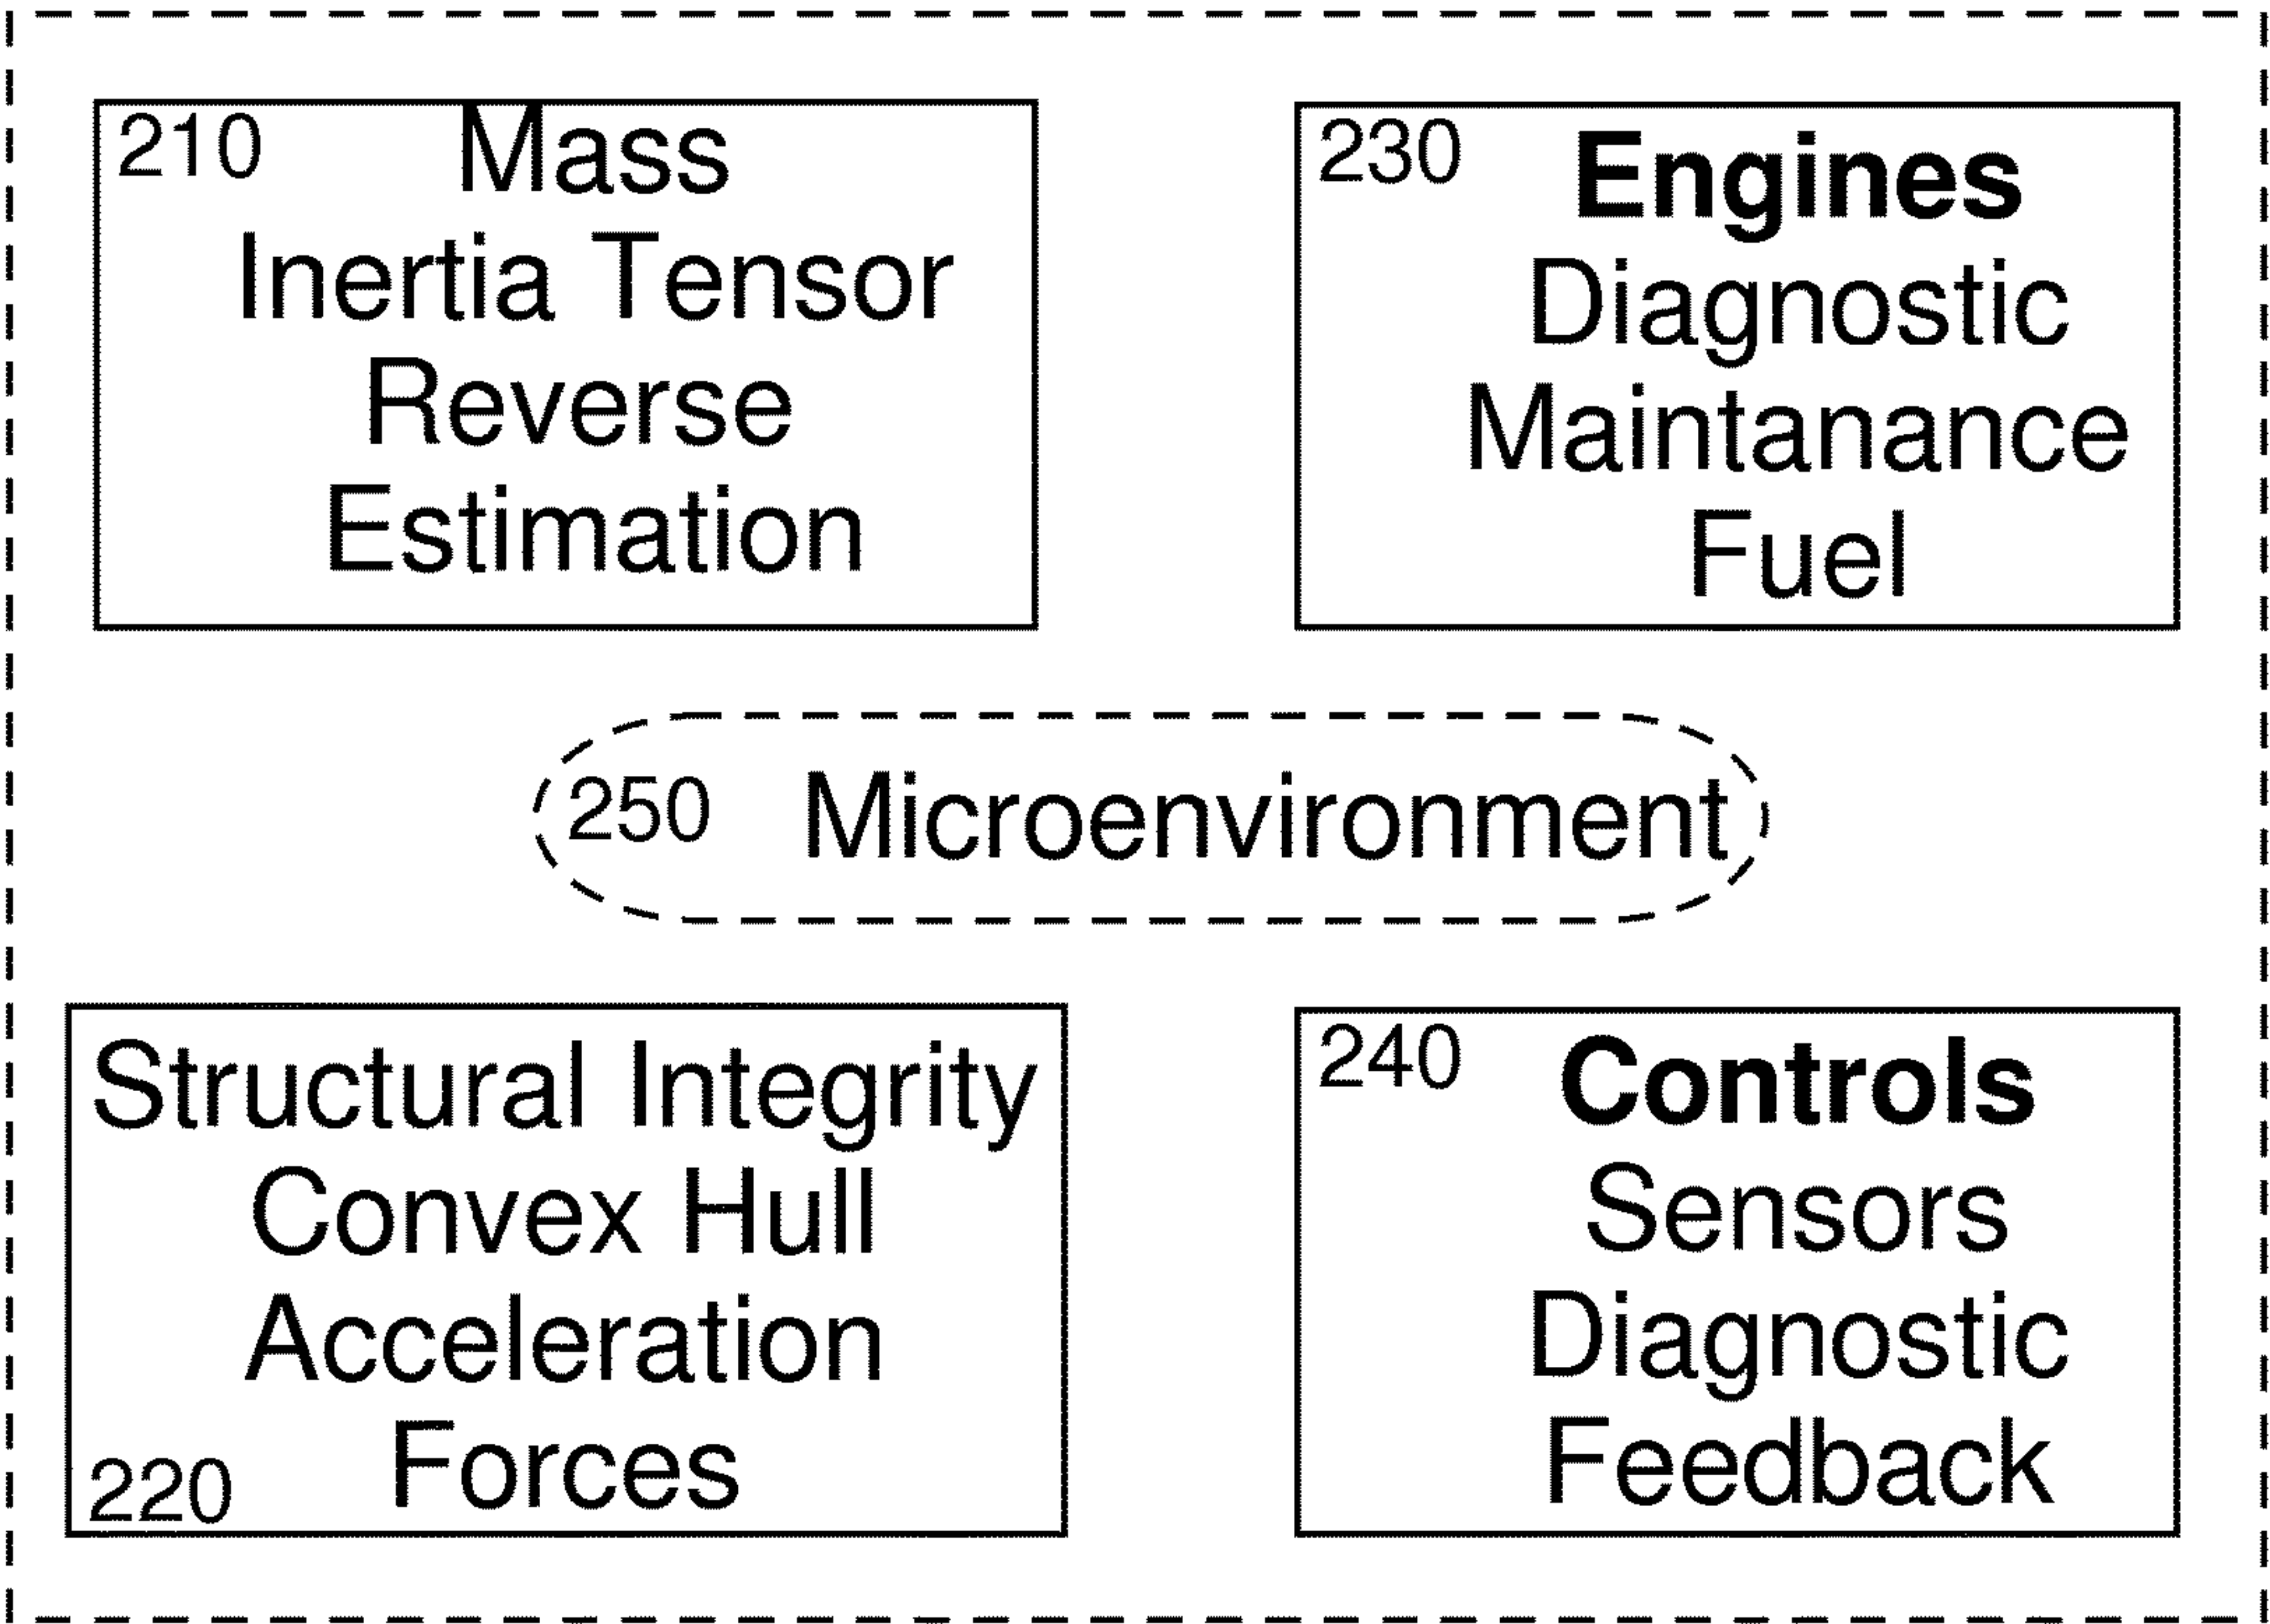 210 Mass
Inertia Tensor
Reverse
Estimation
230 Engines
Diagnostic
Maintanance
Fuel
250 Microenvironment
Structural Integrity
Convex Hull
Acceleration
220 Forces
240 Controls
Sensors
Diagnostic
Feedback